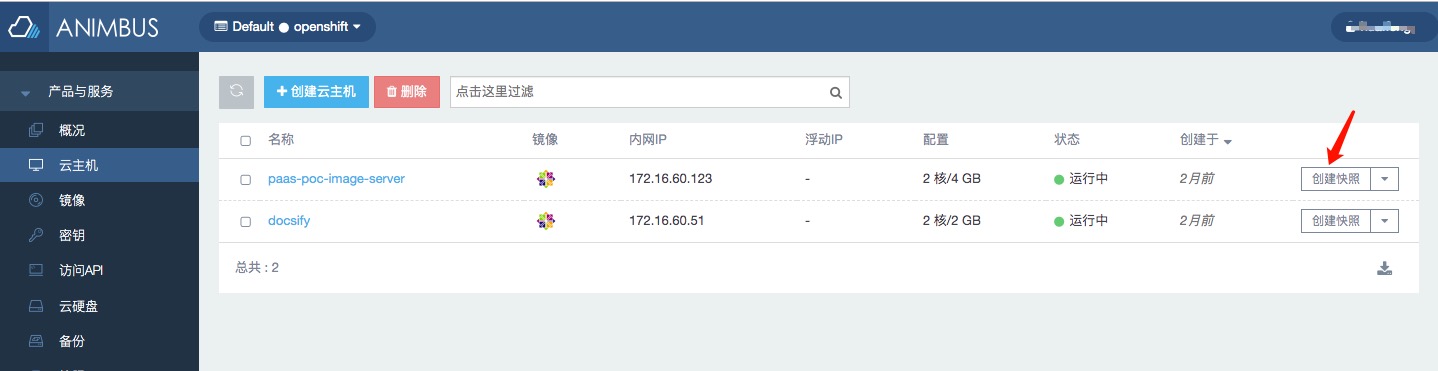 ANIMBUS
Default openshift
产品与服务
概况
云主机
镜像
密钥
访问API
云硬盘
备份
创建云主机 删除 点击这里过滤
名称 镜像 内网IP 浮动IP 配置 状态 创建于
paas-poc-image-server 172.16.60.123 - 2 核/4 GB 运行中 2月前 创建快照
docsify 172.16.60.51 - 2 核/2 GB 运行中 2月前 创建快照
总共 : 2